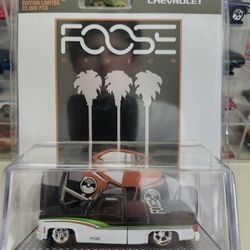 EDITION LIMITED
22,000 PCS
CHEVROLET
FOOSE
DESIGN